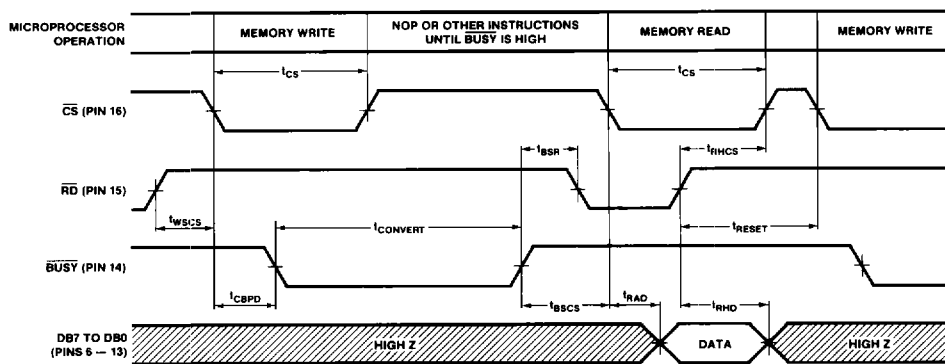 MICROPROCESSOR
OPERATION
MEMORY WRITE
NOP OR OTHER INSTRUCTIONS
UNTIL BUSY IS HIGH
MEMORY READ
MEMORY WRITE
tCS
tCS
CS (PIN 16)
tBSR
tRIHCS
RD (PIN 15)
tWSCS
tCONVERT
tRESET
BUSY (PIN 14)
tCBPD
tBSCS
tRAD
tRHD
DB7 TO DB0
(PINS 6 — 13)
HIGH Z
DATA
HIGH Z